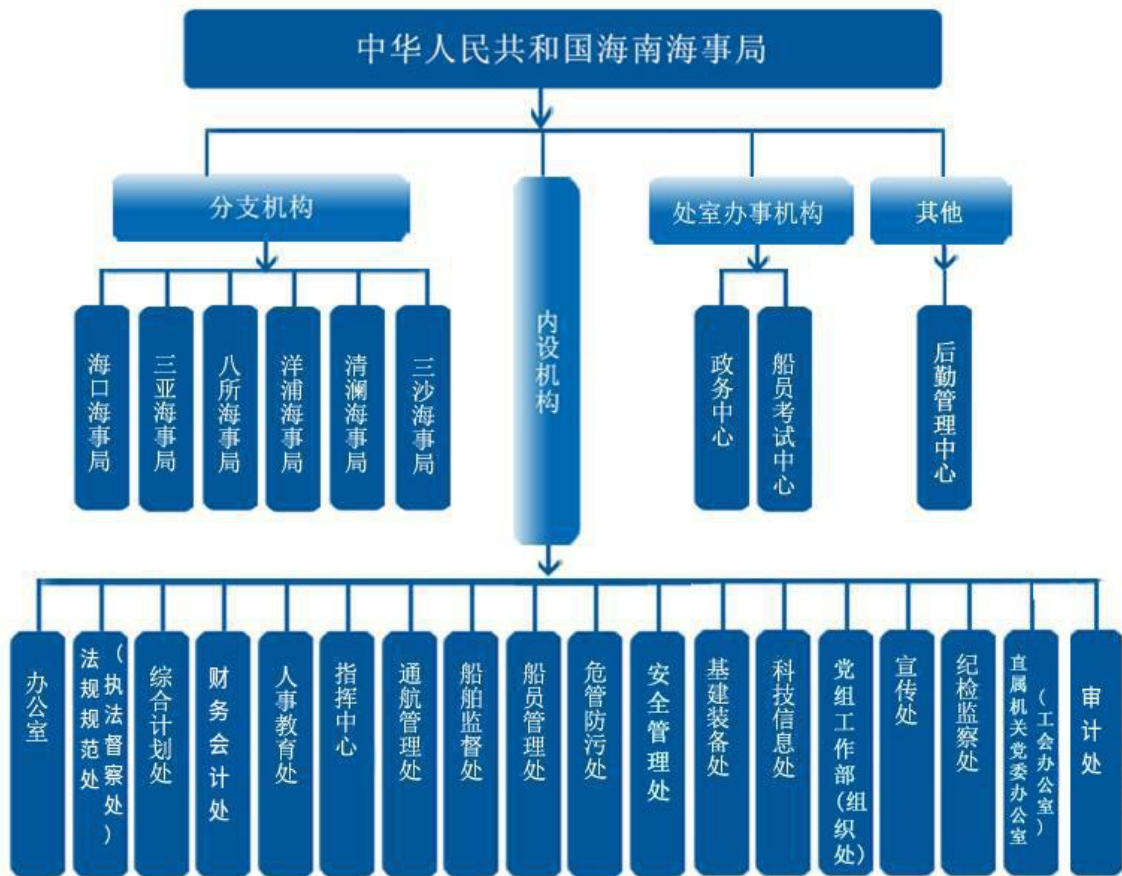 中华人民共和国海南海事局
分支机构
内设机构
处室办事机构
其他
海口海事局
三亚海事局
八所海事局
洋浦海事局
清澜海事局
三沙海事局
政务中心
船员考试中心
后勤管理中心
办公室
法规规范处
（执法督察处）
综合计划处
财务会计处
人事教育处
指挥中心
通航管理处
船舶监督处
船员管理处
危管防污处
安全管理处
基建装备处
科技信息处
党组工作部（组织处）
宣传处
纪检监察处
直属机关党委办公室
（工会办公室）
审计处